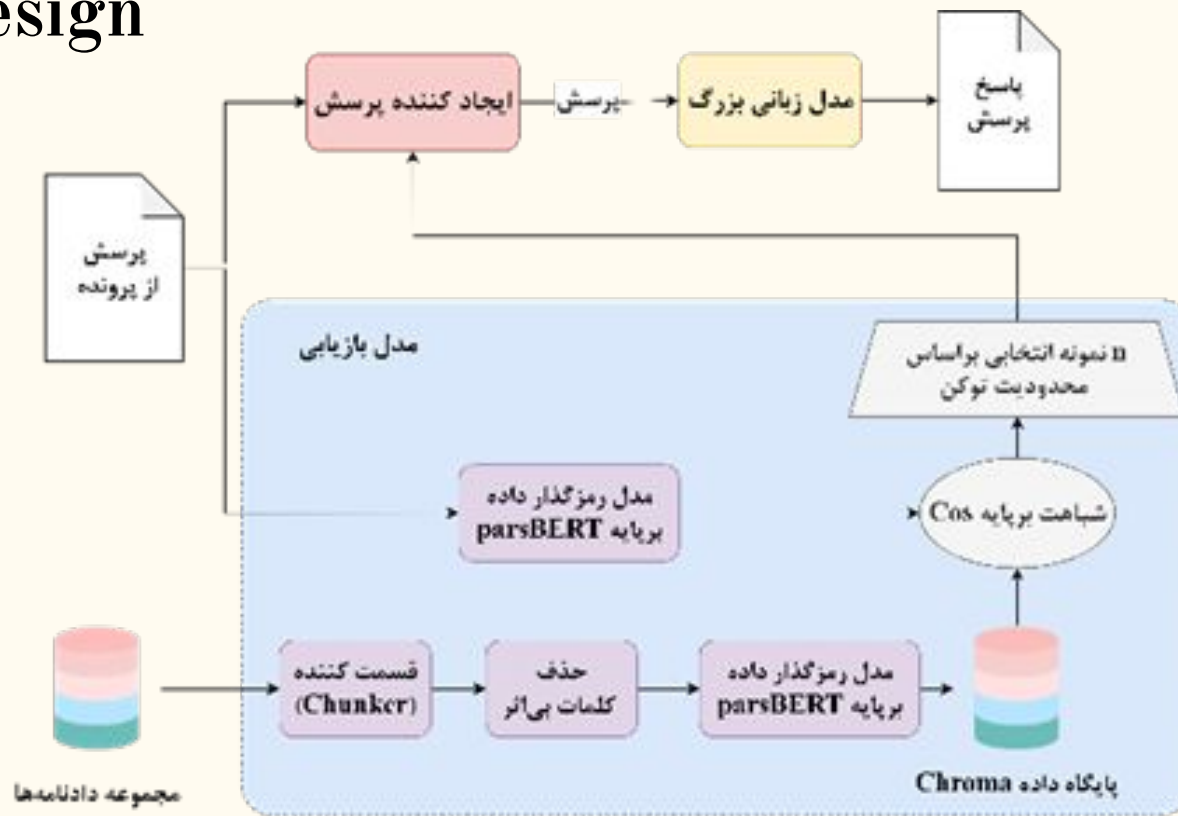 esign
ایجاد کننده پرسش
پرسش
مدل زبانی بزرگ
پاسخ
پرسش
پرسش
از پرونده
مدل بازیابی
n نمونه انتخابی براساس
محدودیت توکن
مدل رمزگذار داده
برپایه parsBERT
شباهت برپایه Cos
قسمت کننده
(Chunker)
حذف
کلمات بی‌اثر
مدل رمزگذار داده
برپایه parsBERT
پایگاه داده Chroma
مجموعه دادنامه‌ها